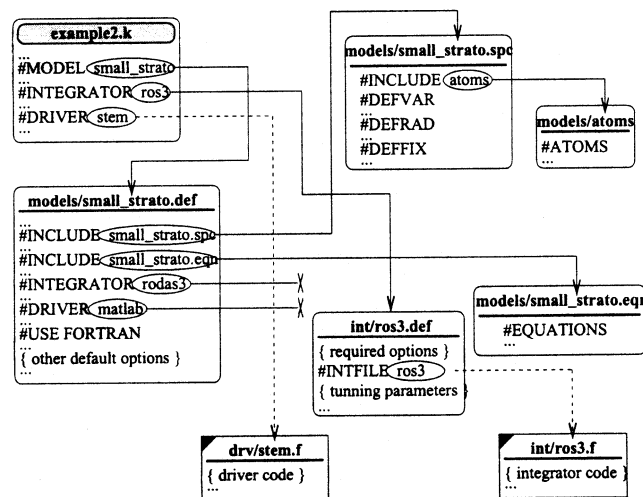 example2.k
...
#MODEL small_strato
...
#INTEGRATOR ros3
...
#DRIVER stem
...
models/small_strato.spc
...
#INCLUDE atoms
#DEFVAR
...
#DEFRAD
...
#DEFFIX
...
models/atoms
#ATOMS
...
models/small_strato.def
...
#INCLUDE small_strato.spc
...
#INCLUDE small_strato.eqn
...
#INTEGRATOR rodas3
...
#DRIVER matlab
...
#USE FORTRAN
...
{ other default options }
...
models/small_strato.eqn
#EQUATIONS
...
int/ros3.def
{ required options }
#INTFILE ros3
{ tunning parameters }
...
drv/stem.f
{ driver code }
...
int/ros3.f
{ integrator code }
...